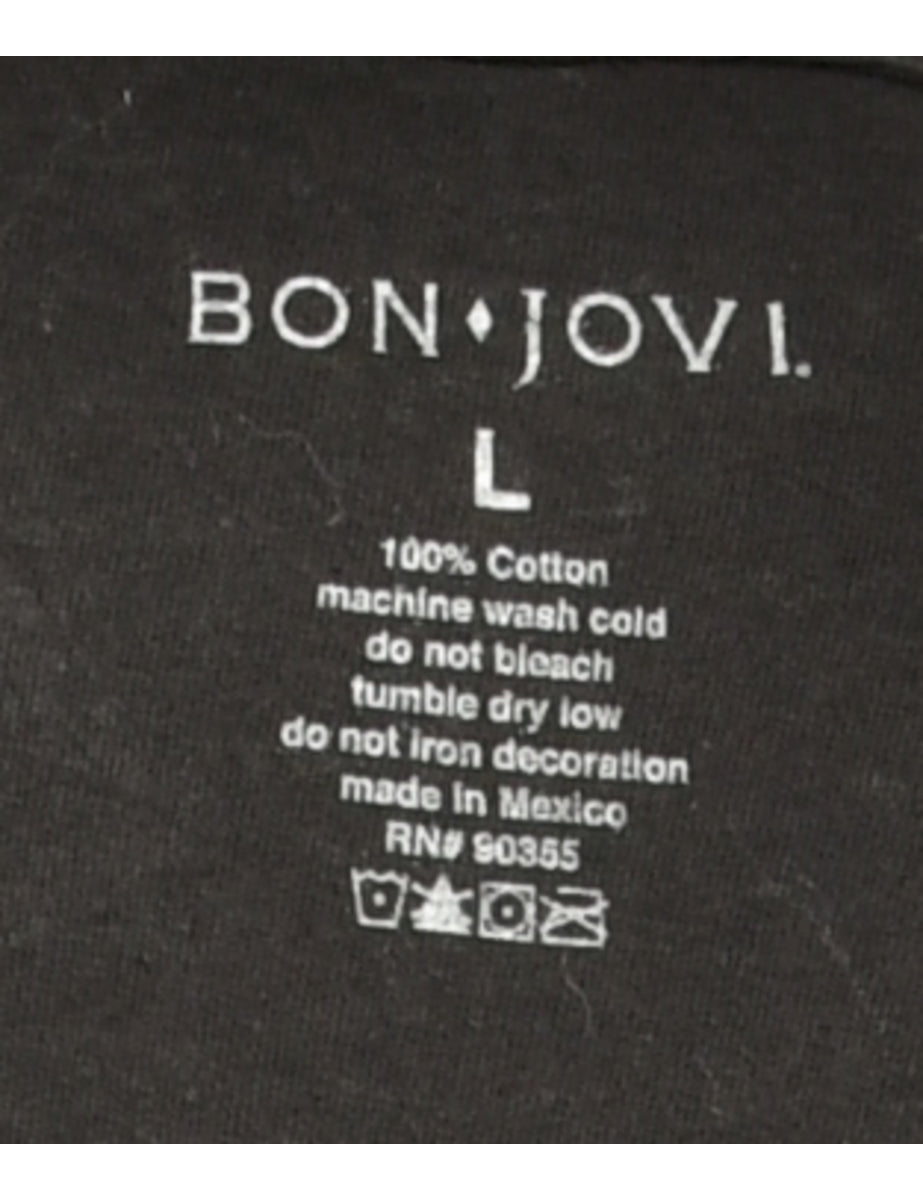 BON♦JOVI.
L
100% Cotton
machine wash cold
do not bleach
tumble dry low
do not iron decoration
made in Mexico
RN# 90355